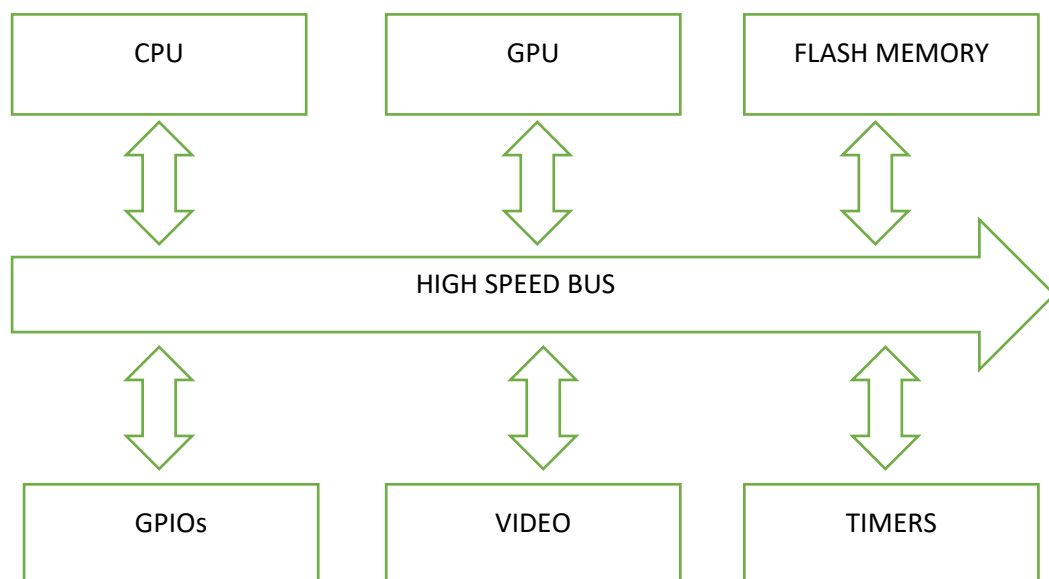 CPU
GPU
FLASH MEMORY
HIGH SPEED BUS
GPIOs
VIDEO
TIMERS